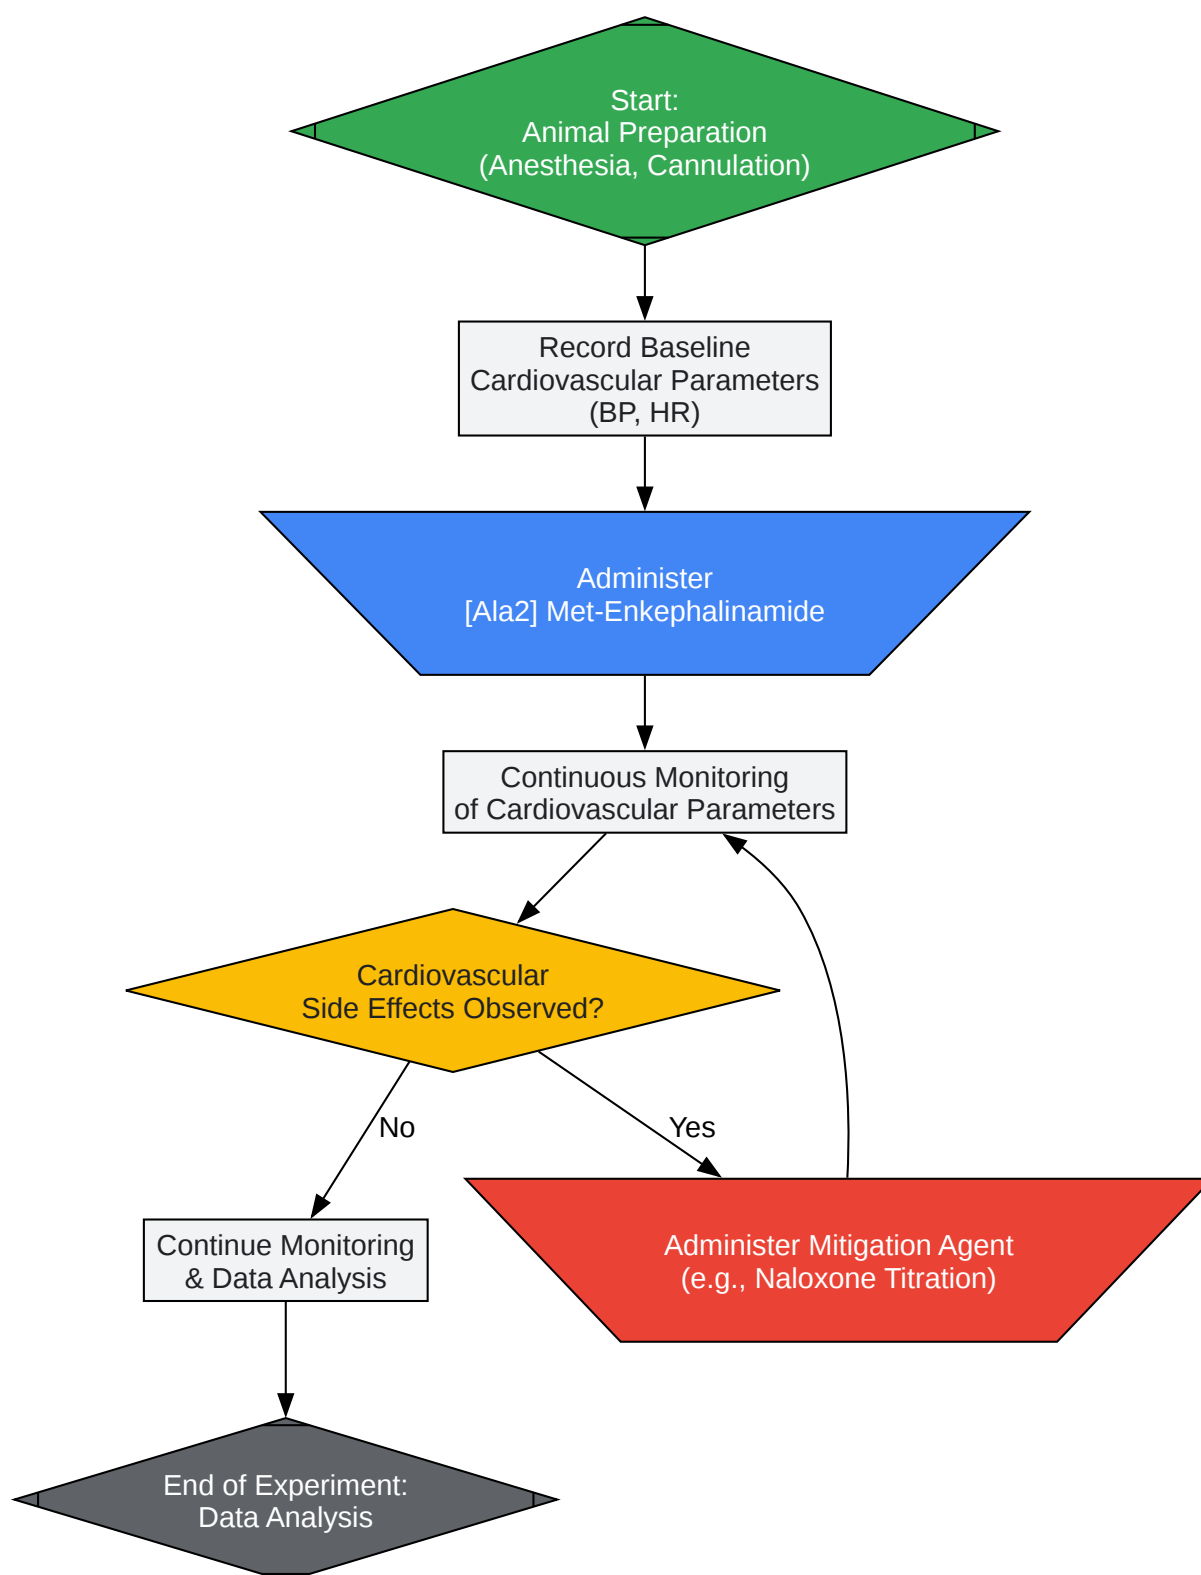 Start:
Animal Preparation
(Anesthesia, Cannulation)
Record Baseline
Cardiovascular Parameters
(BP, HR)
Administer
[Ala2] Met-Enkephalinamide
Continuous Monitoring
of Cardiovascular Parameters
Cardiovascular
Side Effects Observed?
No
Yes
Continue Monitoring
& Data Analysis
Administer Mitigation Agent
(e.g., Naloxone Titration)
End of Experiment:
Data Analysis